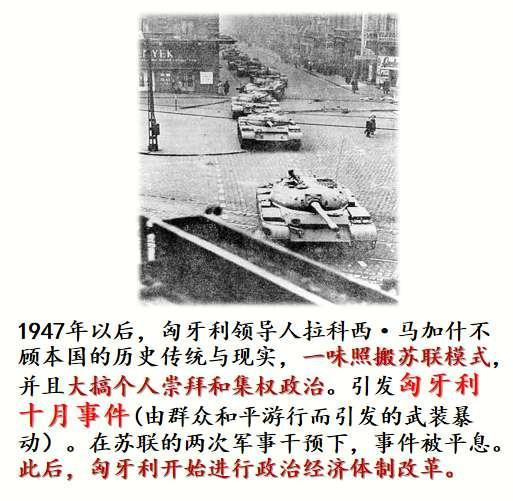 YEK
1947年以后，匈牙利领导人拉科西·马加什不
顾本国的历史传统与现实，一味照搬苏联模式，
并且大搞个人崇拜和集权政治。引发匈牙利
十月事件(由群众和平游行而引发的武装暴
动）。在苏联的两次军事干预下，事件被平息。
此后，匈牙利开始进行政治经济体制改革。